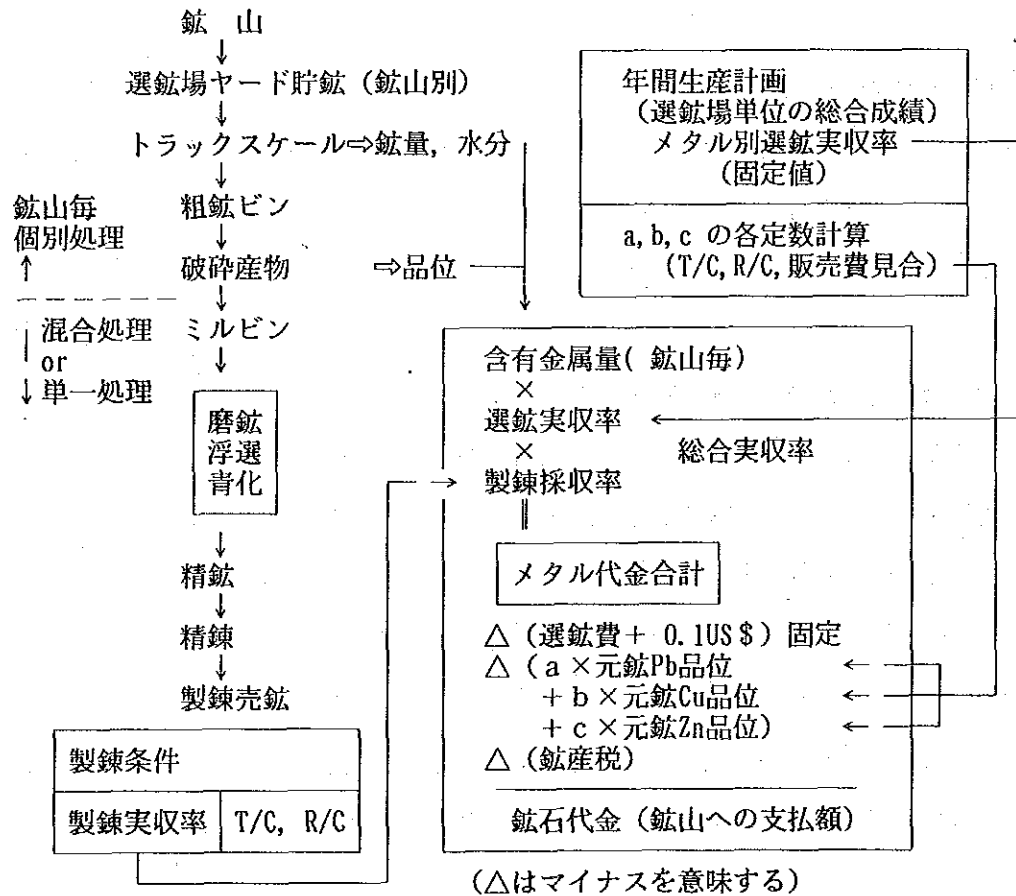 鉱 山
選鉱場ヤード貯鉱（鉱山別）
トラックスケール⇨鉱量, 水分
粗鉱ビン
鉱山毎
個別処理
破砕産物 ⇨品位
混合処理
or
単一処理
ミルビン
磨鉱
浮選
青化
精鉱
精錬
製錬売鉱
製錬条件
製錬実収率
T/C, R/C
年間生産計画
(選鉱場単位の総合成績)
メタル別選鉱実収率
(固定値)
a, b, c の各定数計算
(T/C, R/C, 販売費見合)
含有金属量( 鉱山毎)
×
選鉱実収率
×
総合実収率
製錬採収率
‖
メタル代金合計
△ (選鉱費＋ 0.1US＄) 固定
△ (a ×元鉱Pb品位
＋ b ×元鉱Cu品位
＋ c ×元鉱Zn品位)
△ (鉱産税)
鉱石代金 (鉱山への支払額)
(△はマイナスを意味する)